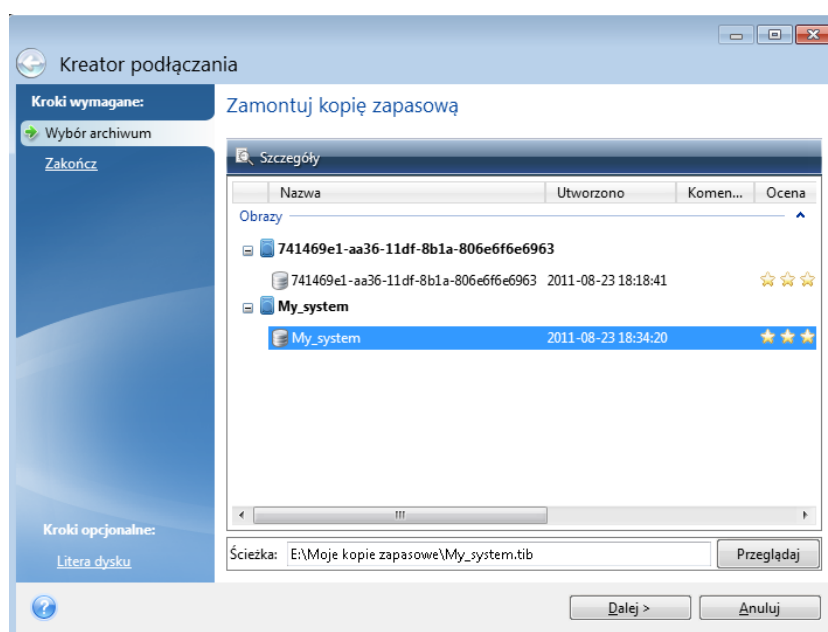 Kreator podłączania
Kroki wymagane:
Wybór archiwum
Zakończ
Kroki opcjonalne:
Litera dysku
Zamontuj kopię zapasową
Szczegóły
Nazwa Utworzono Komen... Ocena
Obrazy
741469e1-aa36-11df-8b1a-806e6f6e6963
741469e1-aa36-11df-8b1a-806e6f6e6963 2011-08-23 18:18:41
My_system
My_system 2011-08-23 18:34:20
Ścieżka: E:\Moje kopie zapasowe\My_system.tib Przeglądaj
Dalej > Anuluj